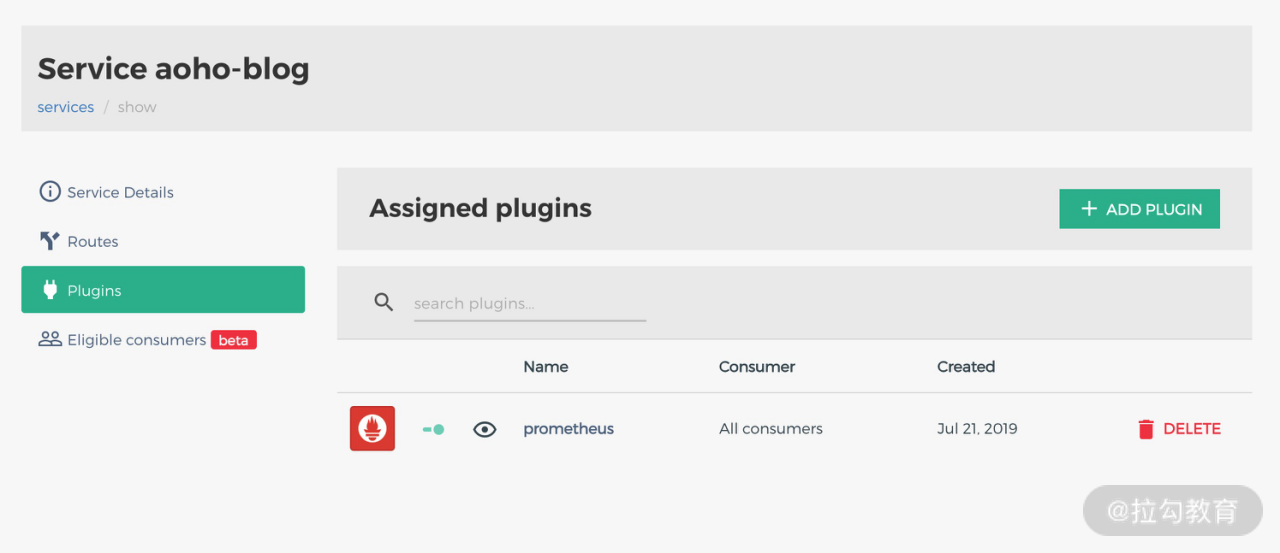 Service aoho-blog
services / show
Service Details
Routes
Plugins
Eligible consumers beta
Assigned plugins
+ ADD PLUGIN
search plugins...
Name Consumer Created
prometheus All consumers Jul 21, 2019 DELETE
@拉勾教育